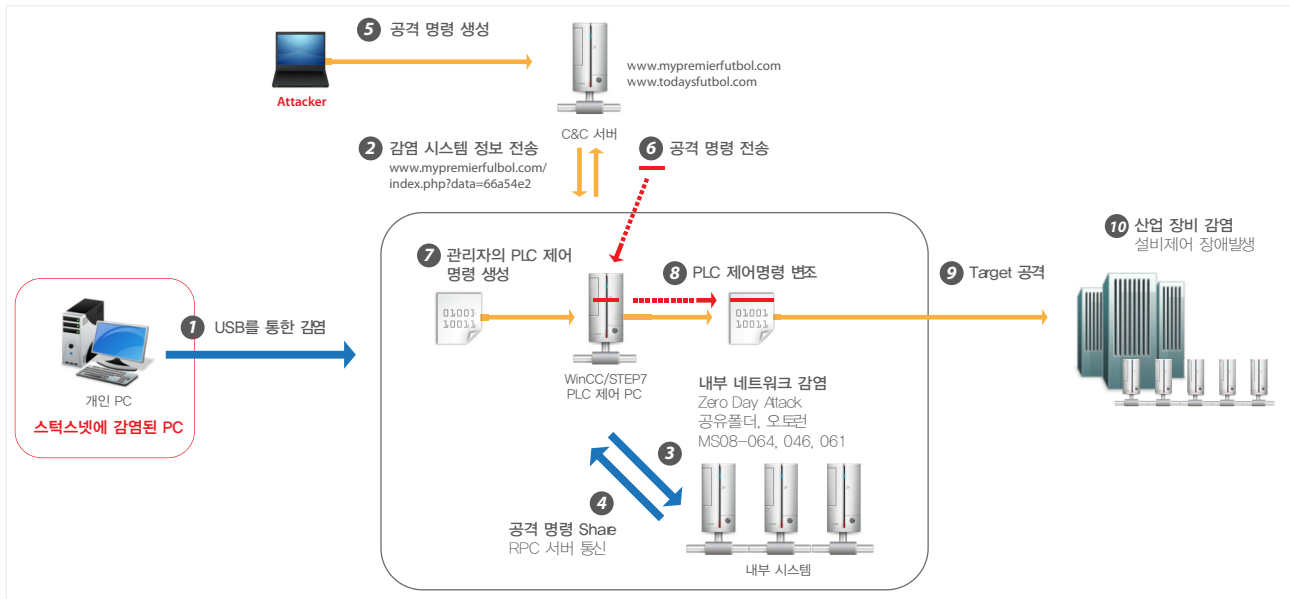 5 공격 명령 생성
Attacker
www.mypremierfutbol.com
www.todaysfutbol.com
C&C 서버
2 감염 시스템 정보 전송
www.mypremierfulbol.com/
index.php?data=66a54e2
6 공격 명령 전송
10 산업 장비 감염
설비제어 장애발생
7 관리자의 PLC 제어
명령 생성
8 PLC 제어명령 변조
9 Target 공격
01001
10011
01001
10011
1 USB를 통한 감염
개인 PC
스턱스넷에 감염된 PC
WinCC/STEP7
PLC 제어 PC
내부 네트워크 감염
Zero Day Attack
공유폴더, 오토런
MS08-064, 046, 061
3
4
공격 명령 Share
RPC 서버 통신
내부 시스템